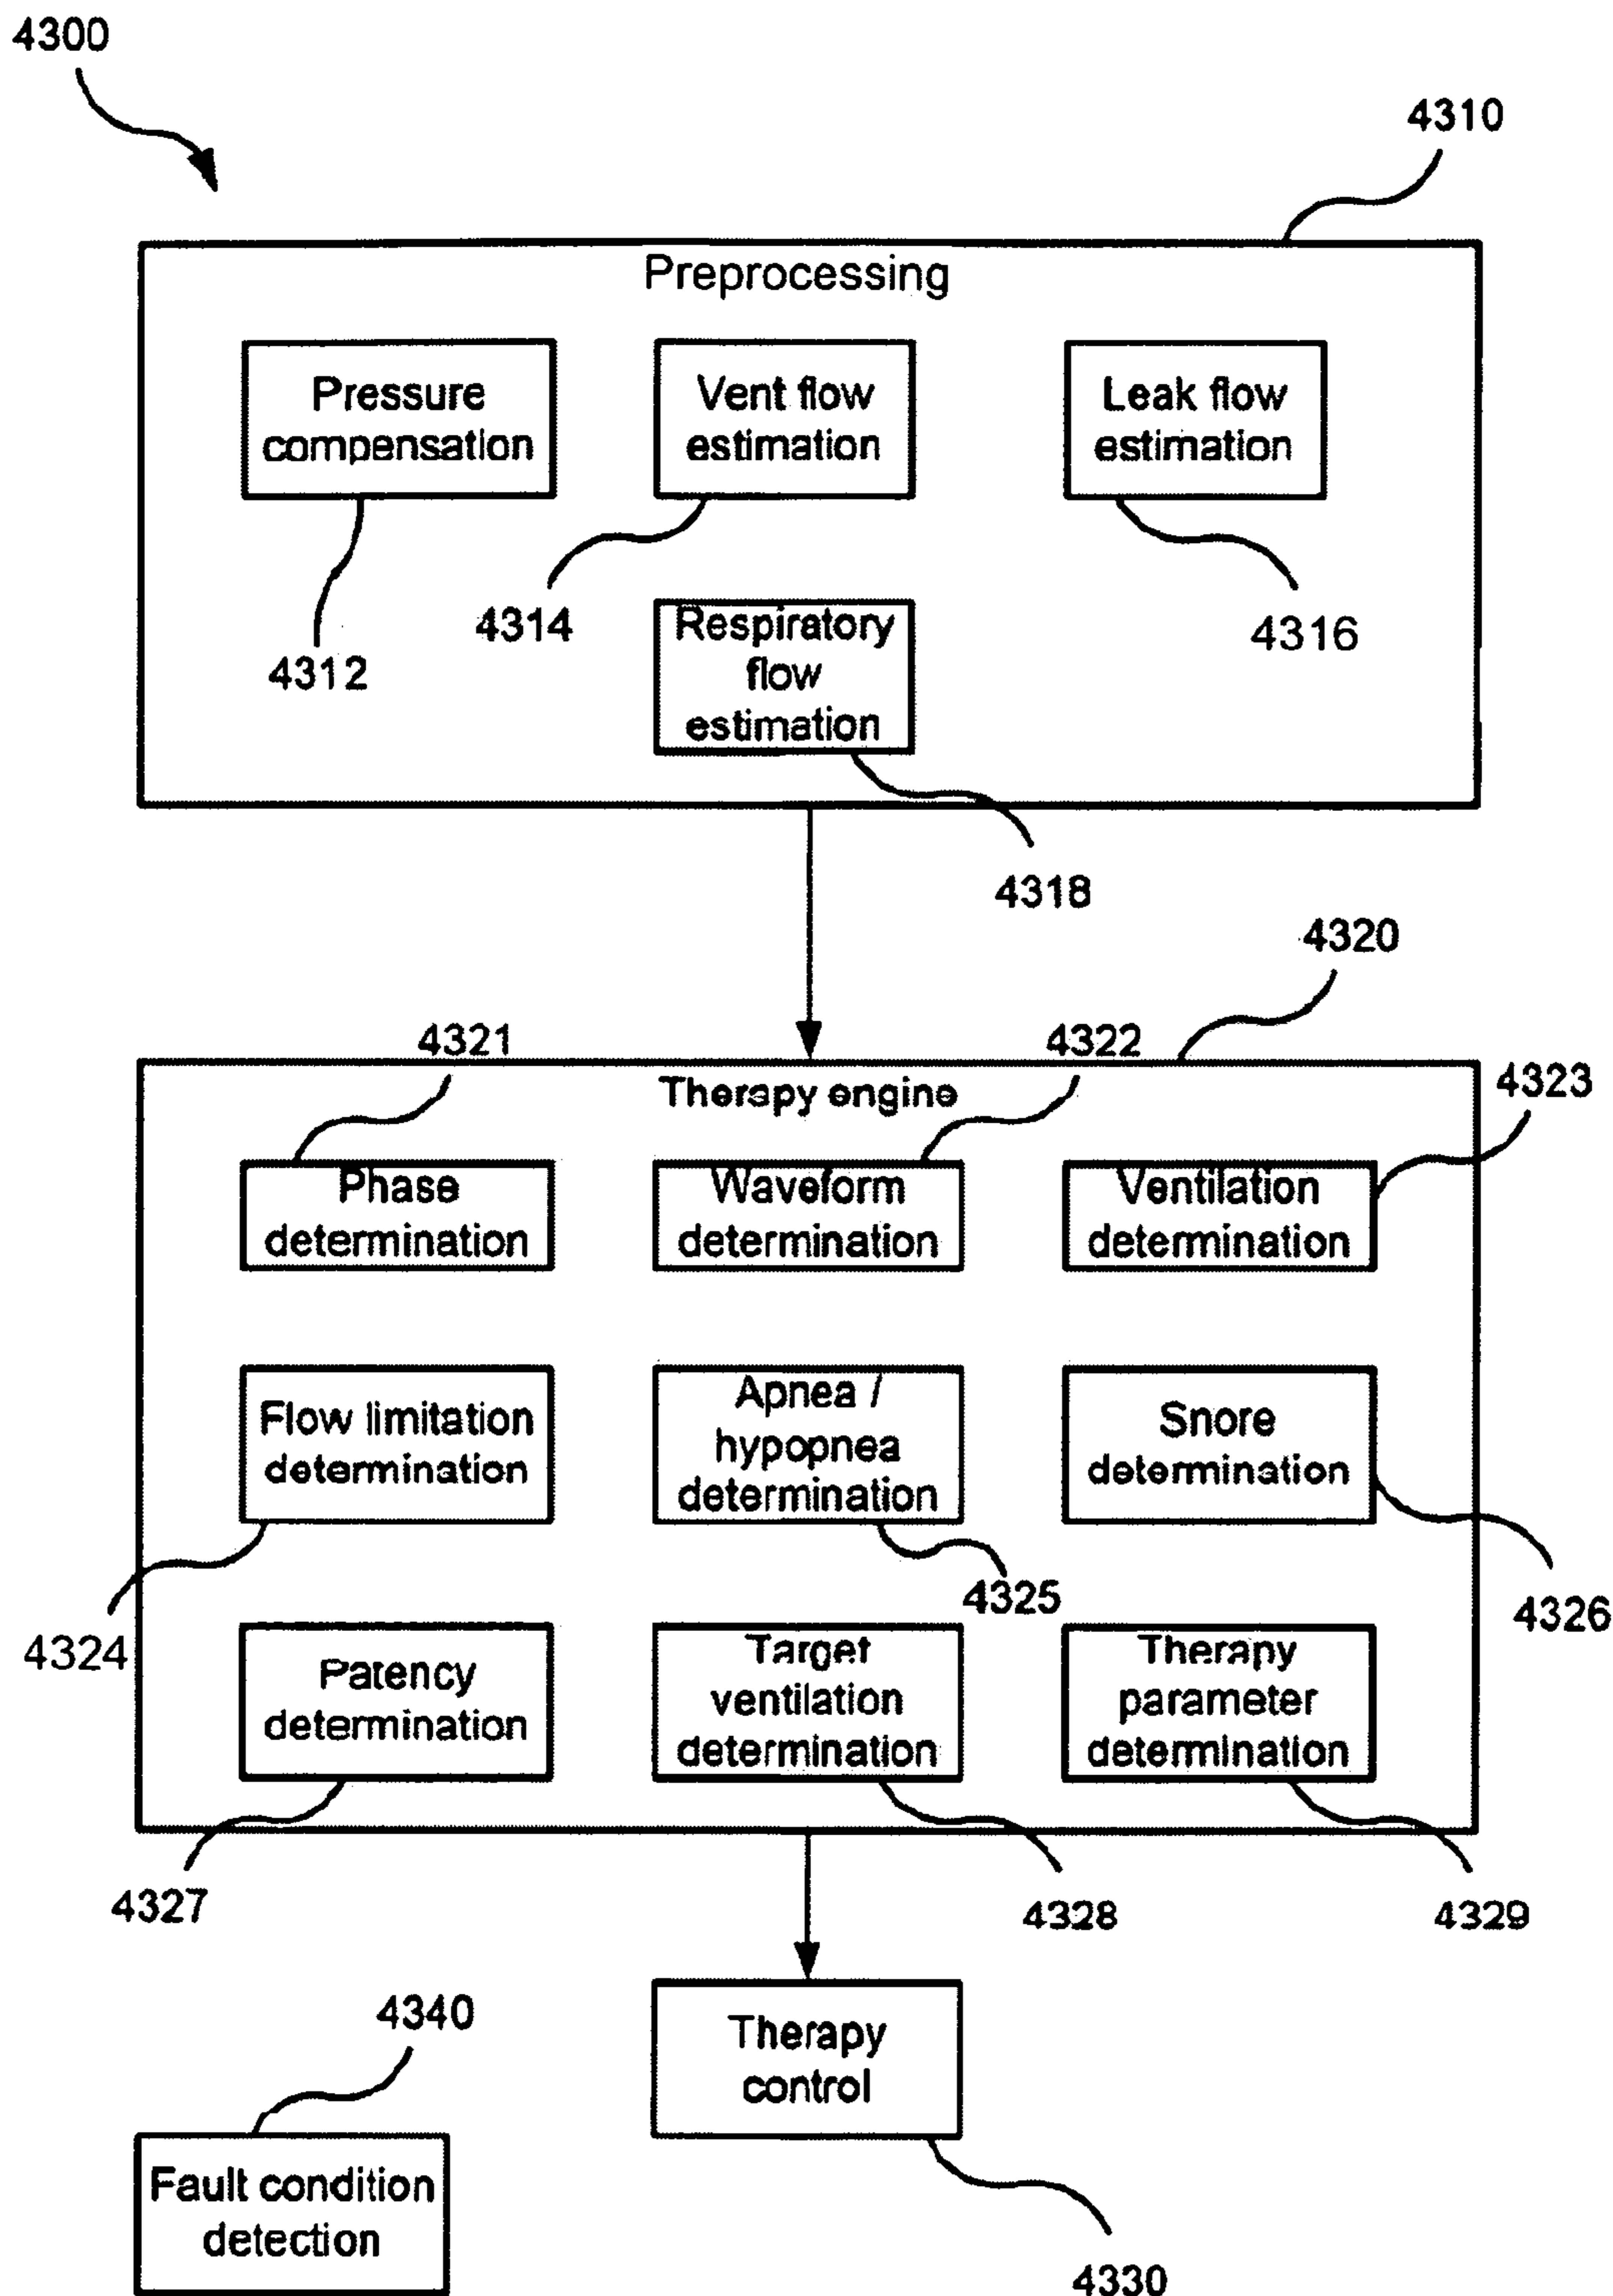 4300
4310
Preprocessing
Pressure
compensation
Vent flow
estimation
Leak flow
estimation
4312
4314
4316
Respiratory
flow
estimation
4318
4320
4321
4322
4323
Therapy engine
Phase
determination
Waveform
determination
Ventilation
determination
Flow limitation
determination
Apnea /
hypopnea
determination
Snore
determination
4324
4325
4326
Patency
determination
Target
ventilation
determination
Therapy
parameter
determination
4327
4328
4329
4340
Therapy
control
Fault condition
detection
4330